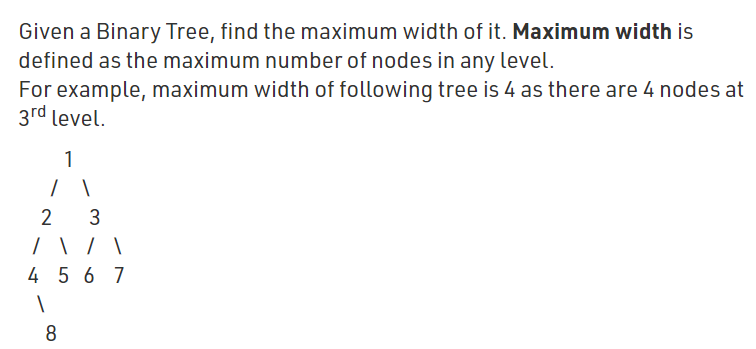 Given a Binary Tree, find the maximum width of it. Maximum width is
defined as the maximum number of nodes in any level.
For example, maximum width of following tree is 4 as there are 4 nodes at
3rd level.
1
/ \
2 3
/ \ / \
4 5 6 7
\
8